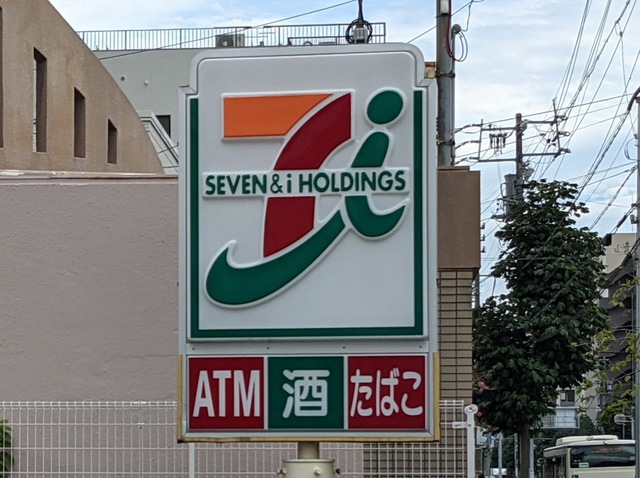 SEVEN & i HOLDINGS
ATM 酒 たばこ